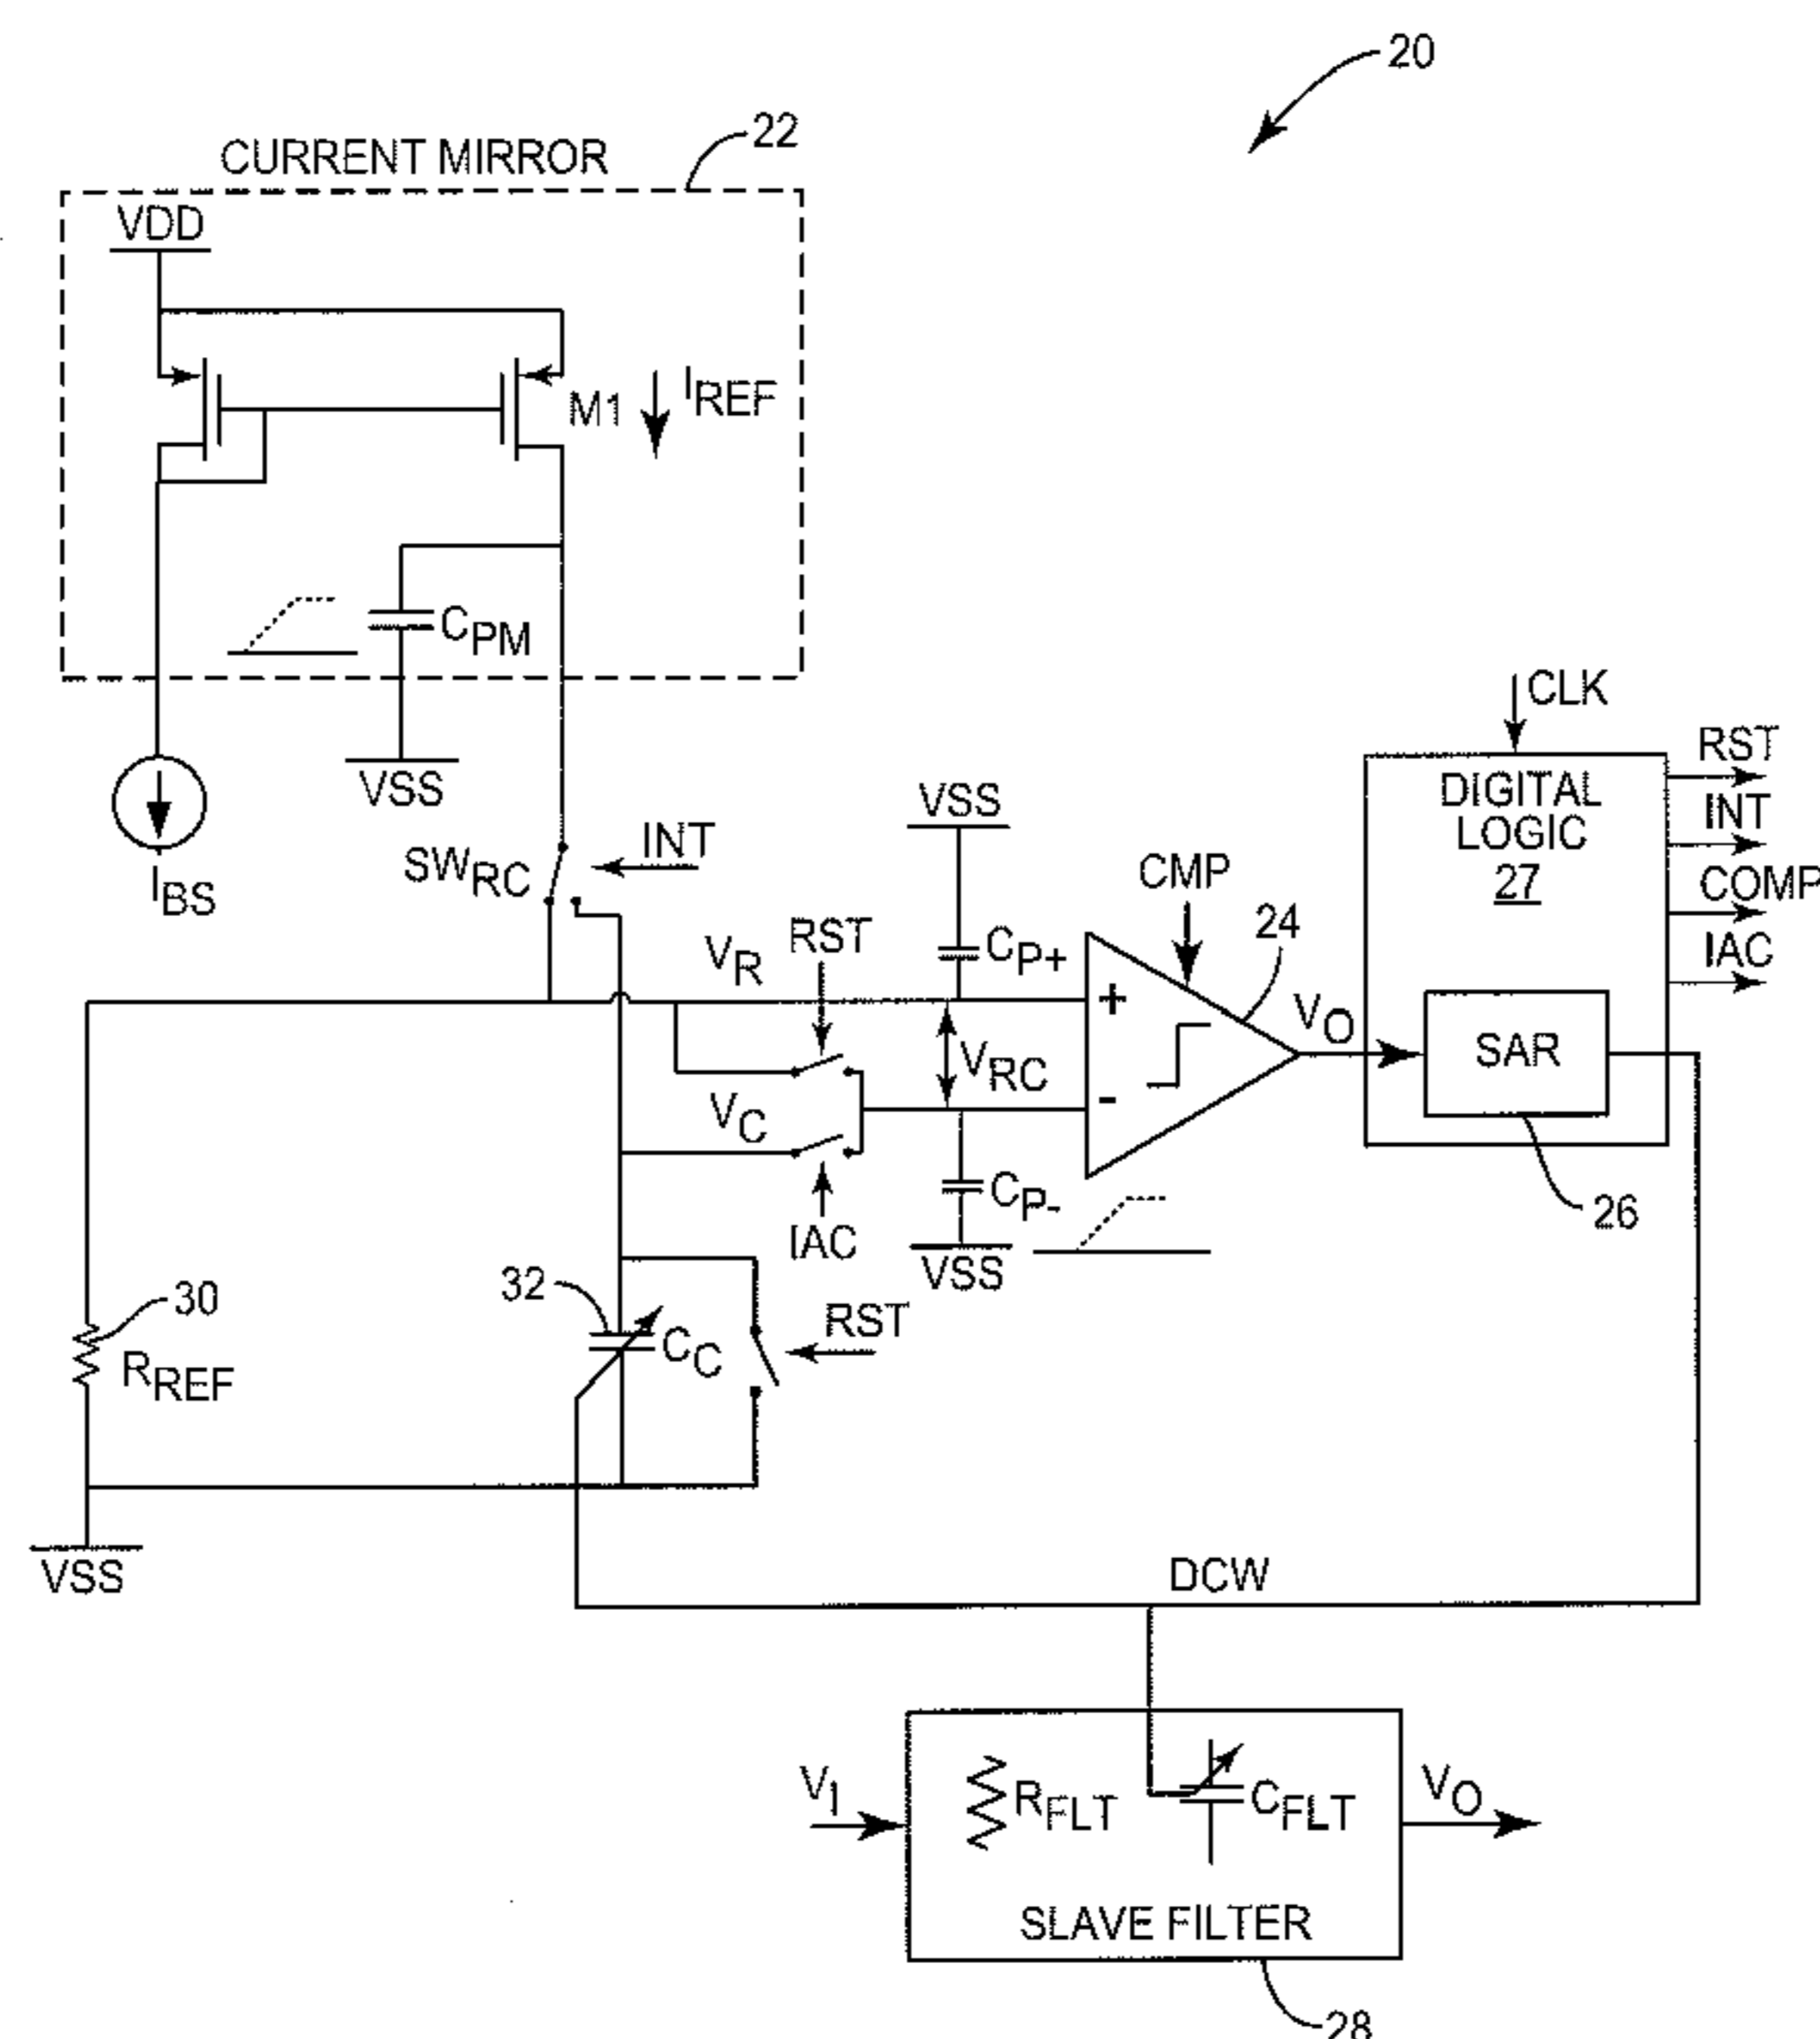 20
CURRENT MIRROR
22
VDD
M1
IREF
CPM
VSS
IBS
SWRC
INT
CLK
DIGITAL
LOGIC
27
RST
INT
COMP
IAC
VSS
CP+
CMP
24
VR
RST
+
VRC
VO
SAR
VC
-
IAC
CP-
VSS
26
30
RREF
32
CC
RST
VSS
DCW
VI
RFLT
CFLT
VO
SLAVE FILTER
28